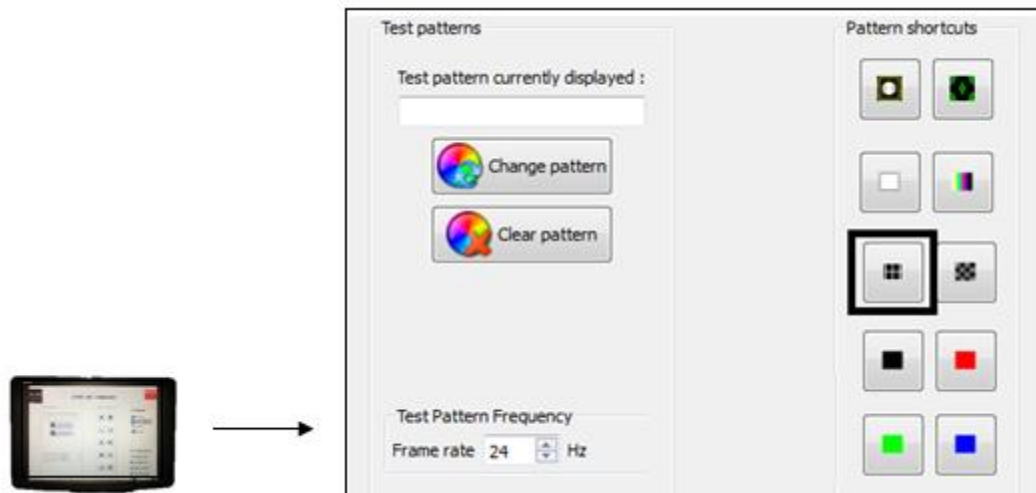 Test patterns
Pattern shortcuts
Test pattern currently displayed :
Change pattern
Clear pattern
Test Pattern Frequency
Frame rate 24 Hz